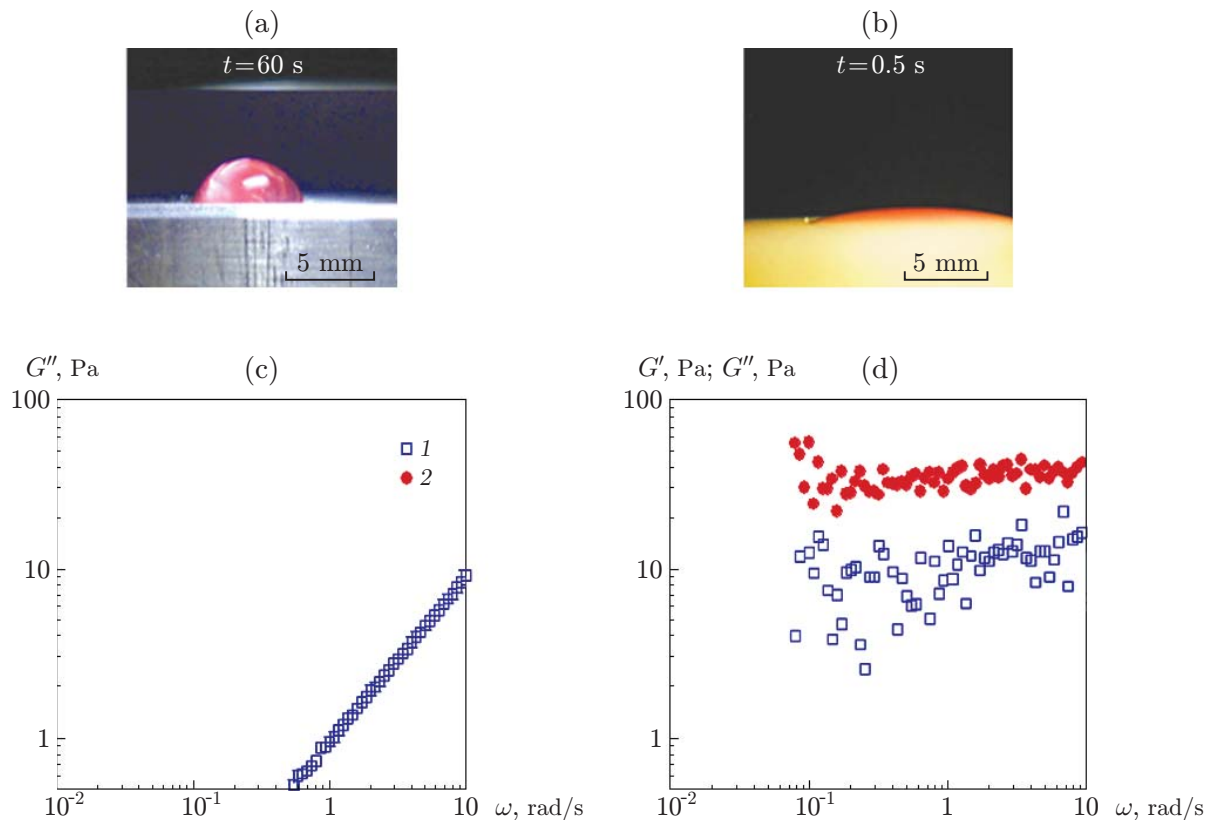 (a)
(b)
t=60 s
t=0.5 s
5 mm
5 mm
G″, Pa
(c)
G′, Pa; G″, Pa
(d)
100
100
1
2
10
10
1
1
10⁻²
10⁻¹
1
10
ω, rad/s
10⁻²
10⁻¹
1
10
ω, rad/s